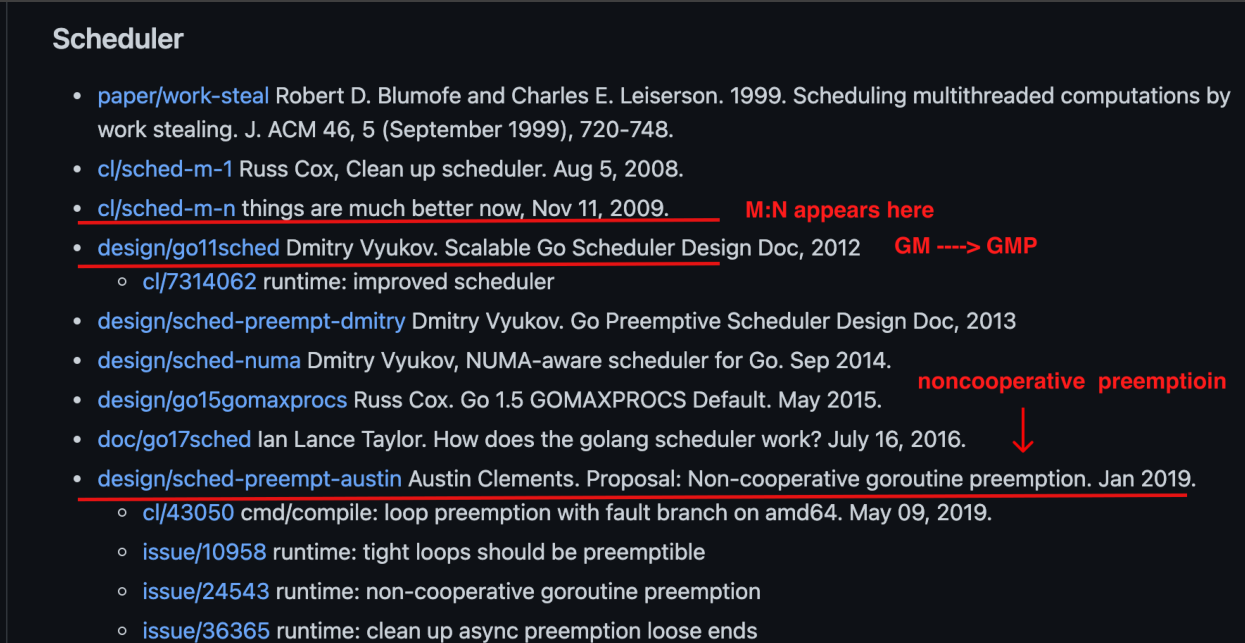 Scheduler
• paper/work-steal Robert D. Blumofe and Charles E. Leiserson. 1999. Scheduling multithreaded computations by
work stealing. J. ACM 46, 5 (September 1999), 720-748.
• cl/sched-m-1 Russ Cox, Clean up scheduler. Aug 5, 2008.
• cl/sched-m-n things are much better now, Nov 11, 2009. M:N appears here
• design/go11sched Dmitry Vyukov. Scalable Go Scheduler Design Doc, 2012 GM ----> GMP
◦ cl/7314062 runtime: improved scheduler
• design/sched-preempt-dmitry Dmitry Vyukov. Go Preemptive Scheduler Design Doc, 2013
• design/sched-numa Dmitry Vyukov, NUMA-aware scheduler for Go. Sep 2014.
noncooperative preemptioin
• design/go15gomaxprocs Russ Cox. Go 1.5 GOMAXPROCS Default. May 2015.
• doc/go17sched Ian Lance Taylor. How does the golang scheduler work? July 16, 2016.
• design/sched-preempt-austin Austin Clements. Proposal: Non-cooperative goroutine preemption. Jan 2019.
◦ cl/43050 cmd/compile: loop preemption with fault branch on amd64. May 09, 2019.
◦ issue/10958 runtime: tight loops should be preemptible
◦ issue/24543 runtime: non-cooperative goroutine preemption
◦ issue/36365 runtime: clean up async preemption loose ends